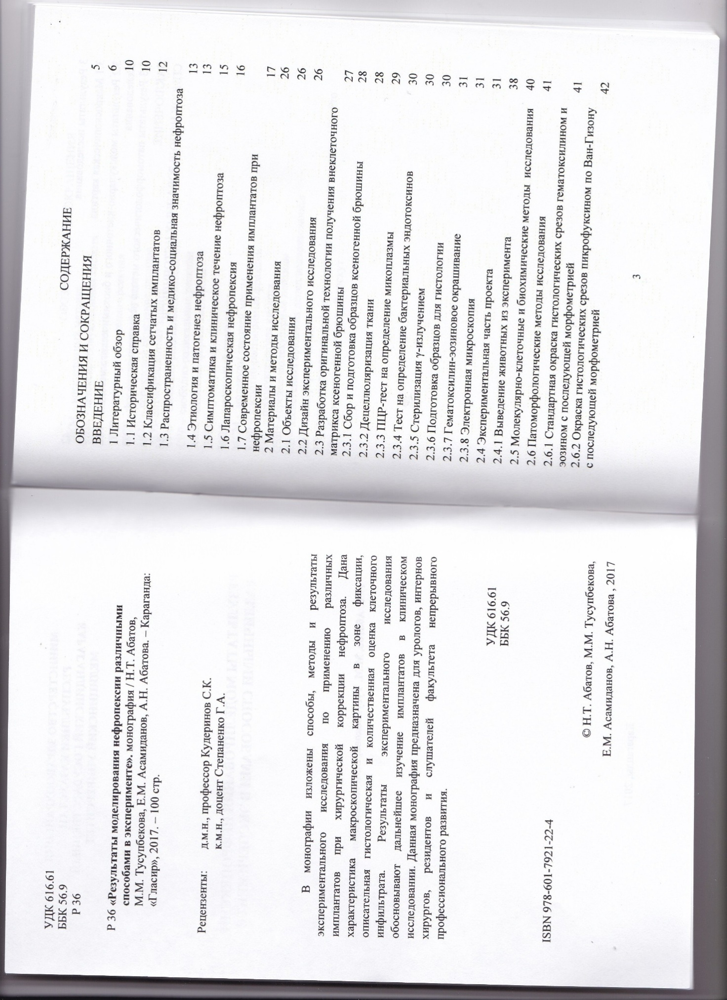 УДК 616.61
ББК 56.9
Р 36
Р 36 «Результаты моделирования нефропексии различными
способами в эксперименте». монография / Н.Т. Абатов,
М.М. Тусупбекова, Е.М. Асамиданов, А.Н. Абатова. – Караганда:
«Гласир», 2017. – 100 стр.
Рецензенты: д.м.н., профессор Кудеринов С.К.
к.м.н., доцент Степаненко Г.А.
В монографии изложены способы, методы и результаты
экспериментального исследования по применению различных
имплантатов при хирургической коррекции нефроптоза. Дана
характеристика макроскопической картины в зоне фиксации,
описательная гистологическая и количественная оценка клеточного
инфильтрата. Результаты экспериментального исследования
обосновывают дальнейшее изучение имплантатов в клиническом
исследовании. Данная монография предназначена для урологов, интернов
хирургов, резидентов и слушателей факультета непрерывного
профессионального развития.
УДК 616.61
ББК 56.9
ISBN 978-601-7921-22-4
© Н.Т. Абатов, М.М. Тусупбекова,
Е.М. Асамиданов, А.Н. Абатова , 2017
СОДЕРЖАНИЕ
ОБОЗНАЧЕНИЯ И СОКРАЩЕНИЯ 5
ВВЕДЕНИЕ 6
1 Литературный обзор 10
1.1 Историческая справка 10
1.2 Классификация сетчатых имплантатов 12
1.3 Распространенность и медико-социальная значимость нефроптоза
13
1.4 Этиология и патогенез нефроптоза 13
1.5 Симптоматика и клиническое течение нефроптоза 15
1.6 Лапароскопическая нефропексия 16
1.7 Современное состояние применения имплантатов при
нефропексии 17
2 Материалы и методы исследования 26
2.1 Объекты исследования 26
2.2 Дизайн экспериментального исследования 26
2.3 Разработка оригинальной технологии получения внеклеточного
матрикса ксеногенной брюшины 27
2.3.1 Сбор и подготовка образцов ксеногенной брюшины 28
2.3.2 Децеллюляризация ткани 28
2.3.3 ПЦР-тест на определение микоплазмы 29
2.3.4 Тест на определение бактериальных эндотоксинов 30
2.3.5 Стерилизация γ-излучением 30
2.3.6 Подготовка образцов для гистологии 30
2.3.7 Гематоксилин-эозиновое окрашивание 31
2.3.8 Электронная микроскопия 31
2.4 Экспериментальная часть проекта 31
2.4.1 Выведение животных из эксперимента 38
2.5 Молекулярно-клеточные и биохимические методы исследования 40
2.6 Патоморфологические методы исследования 41
2.6.1 Стандартная окраска гистологических срезов гематоксилином и
эозином с последующей морфометрией 41
2.6.2 Окраска гистологических срезов пикрофуксином по Ван-Гизону
с последующей морфометрией 42
3